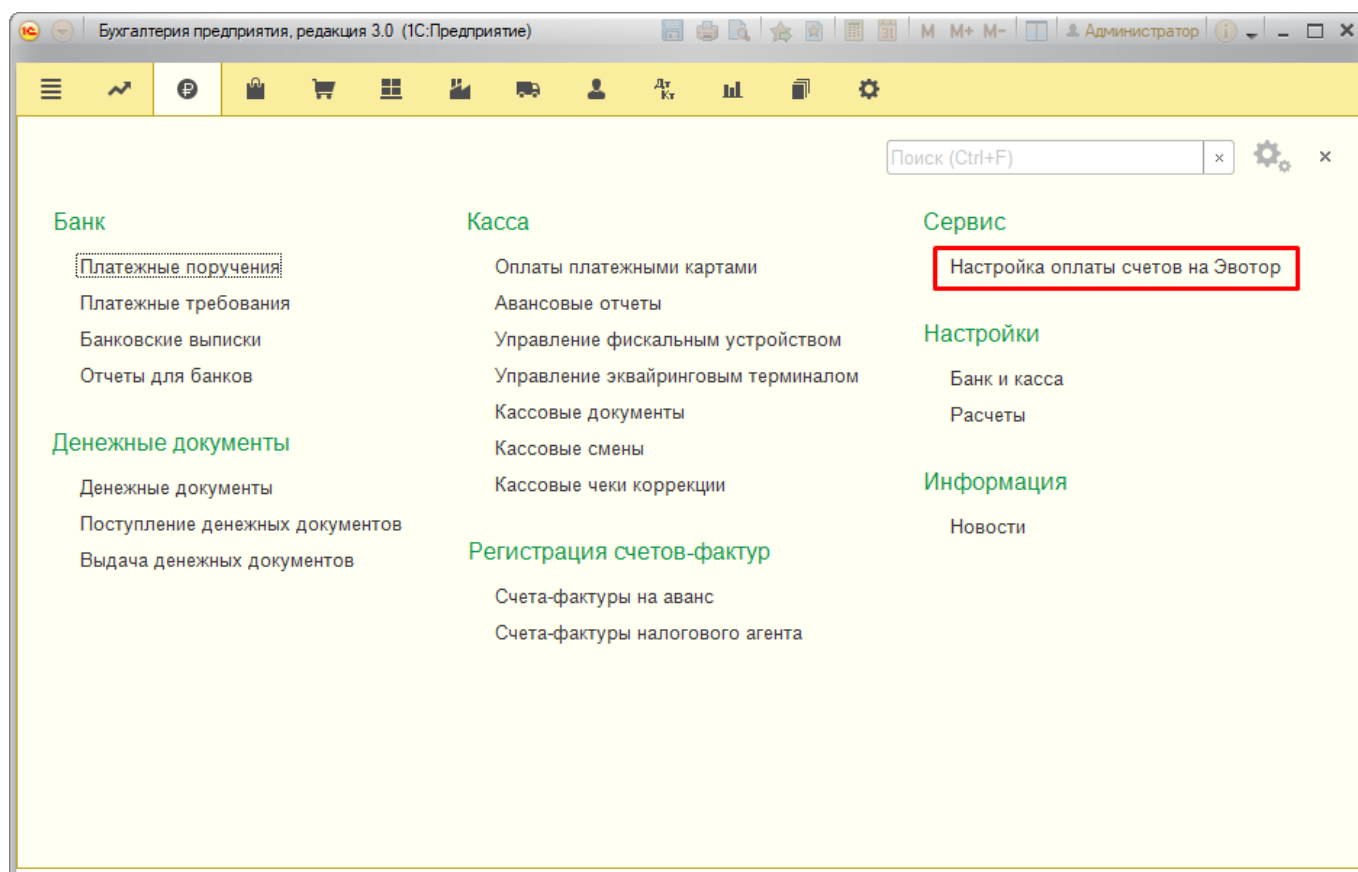 Бухгалтерия предприятия, редакция 3.0 (1С:Предприятие)
31 M M+ M- Администратор
Дт
Кт
Поиск (Ctrl+F)
Банк
Платежные поручения
Платежные требования
Банковские выписки
Отчеты для банков
Денежные документы
Денежные документы
Поступление денежных документов
Выдача денежных документов
Касса
Оплаты платежными картами
Авансовые отчеты
Управление фискальным устройством
Управление эквайринговым терминалом
Кассовые документы
Кассовые смены
Кассовые чеки коррекции
Регистрация счетов-фактур
Счета-фактуры на аванс
Счета-фактуры налогового агента
Сервис
Настройка оплаты счетов на Эвотор
Настройки
Банк и касса
Расчеты
Информация
Новости